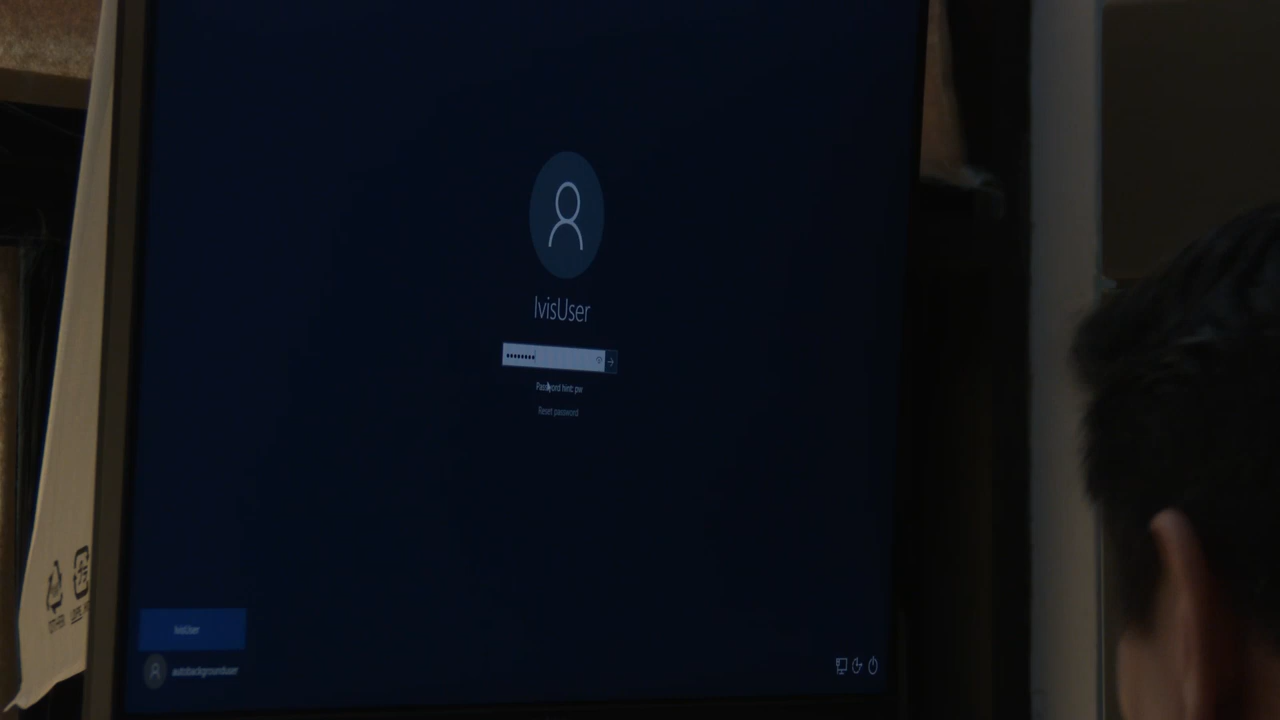 IvisUser
••••••••
Password hint: pw
Reset password
IvisUser
autobackgrounduser